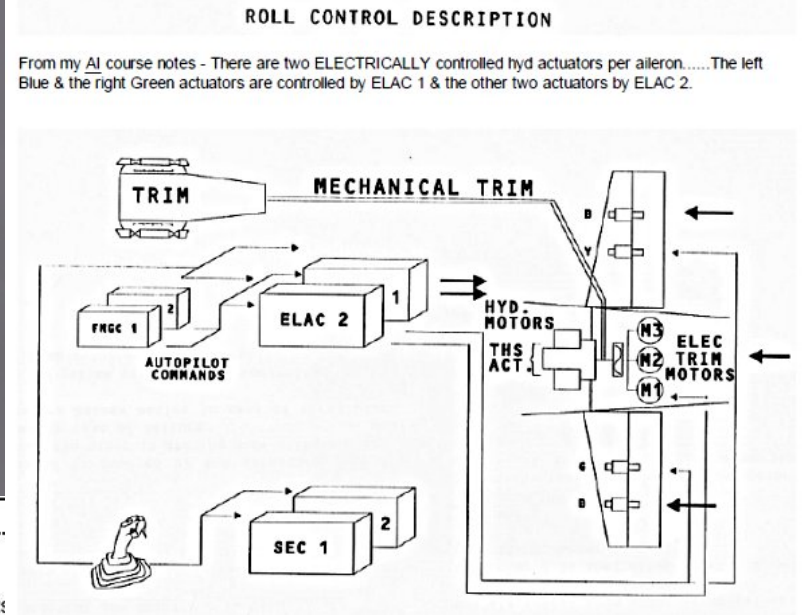 ROLL CONTROL DESCRIPTION
From my AI course notes - There are two ELECTRICALLY controlled hyd actuators per aileron......The left
Blue & the right Green actuators are controlled by ELAC 1 & the other two actuators by ELAC 2.
TRIM
MECHANICAL TRIM
B
Y
2
FMGC 1
1
ELAC 2
AUTOPILOT
COMMANDS
HYD.
MOTORS
THS
ACT.
M3
M2
M1
ELEC
TRIM
MOTORS
G
B
2
SEC 1